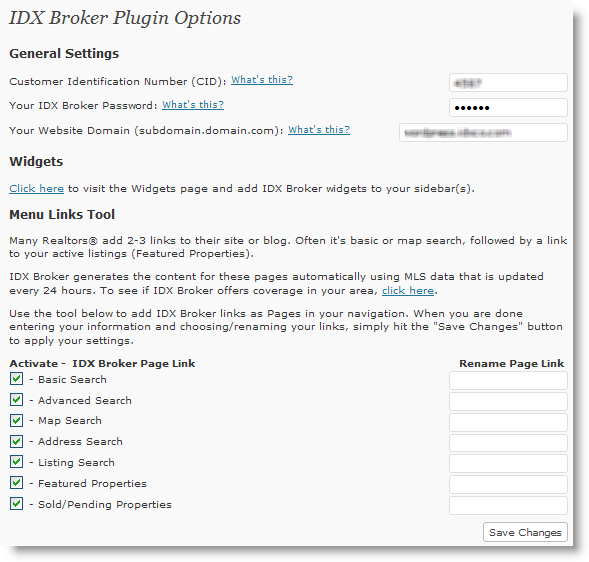 IDX Broker Plugin Options
General Settings
Customer Identification Number (CID): What's this?
Your IDX Broker Password: What's this?
Your Website Domain (subdomain.domain.com): What's this?
Widgets
Click here to visit the Widgets page and add IDX Broker widgets to your sidebar(s).
Menu Links Tool
Many Realtors® add 2-3 links to their site or blog. Often it's basic or map search, followed by a link
to your active listings (Featured Properties).
IDX Broker generates the content for these pages automatically using MLS data that is updated
every 24 hours. To see if IDX Broker offers coverage in your area, click here.
Use the tool below to add IDX Broker links as Pages in your navigation. When you are done
entering your information and choosing/renaming your links, simply hit the "Save Changes" button
to apply your settings.
Activate - IDX Broker Page Link Rename Page Link
- Basic Search
- Advanced Search
- Map Search
- Address Search
- Listing Search
- Featured Properties
- Sold/Pending Properties
Save Changes